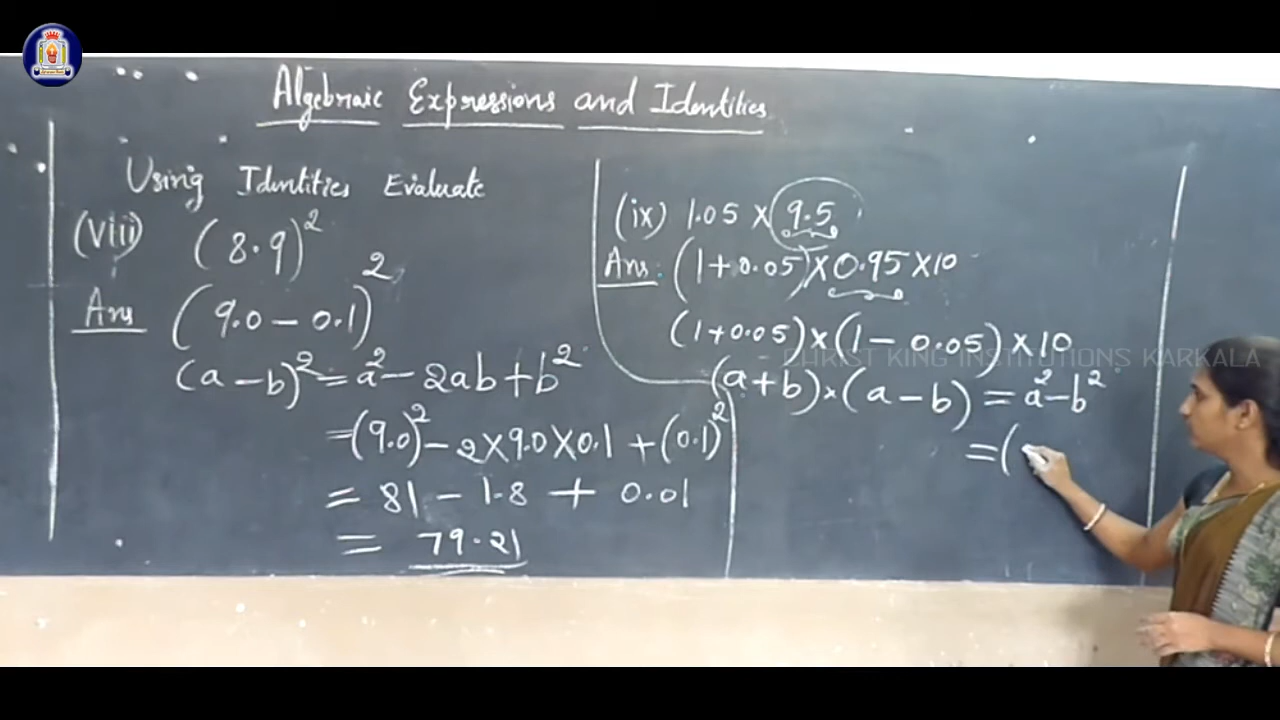 Algebraic Expressions and Identities
Using Identities Evaluate
(viii) (8.9)²
Ans (9.0 - 0.1)²
(a - b)² = a² - 2ab + b²
= (9.0)² - 2 × 9.0 × 0.1 + (0.1)²
= 81 - 1.8 + 0.01
= 79.21
(ix) 1.05 × 9.5
Ans: (1+0.05) × 0.95 × 10
(1+0.05) × (1 - 0.05) × 10
CHRIST KING INSTITUTIONS KARKALA
(a+b) × (a - b) = a² - b²
= (